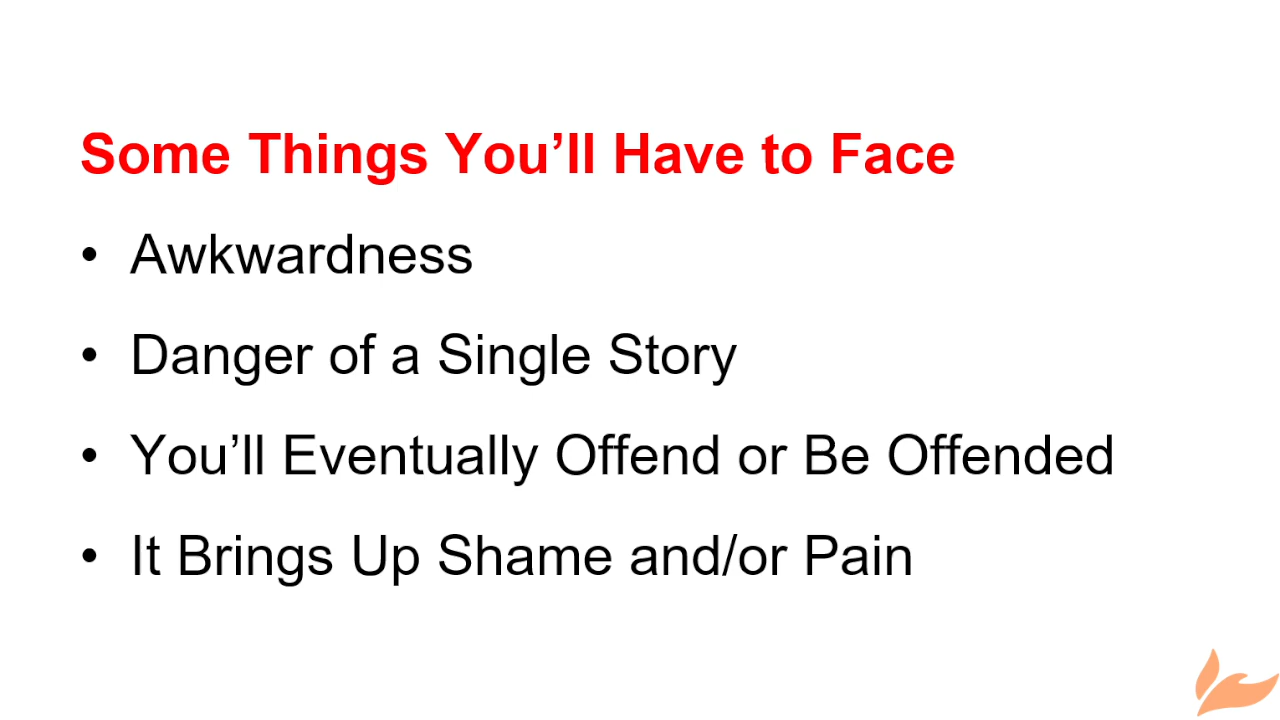 Some Things You’ll Have to Face
• Awkwardness
• Danger of a Single Story
• You’ll Eventually Offend or Be Offended
• It Brings Up Shame and/or Pain